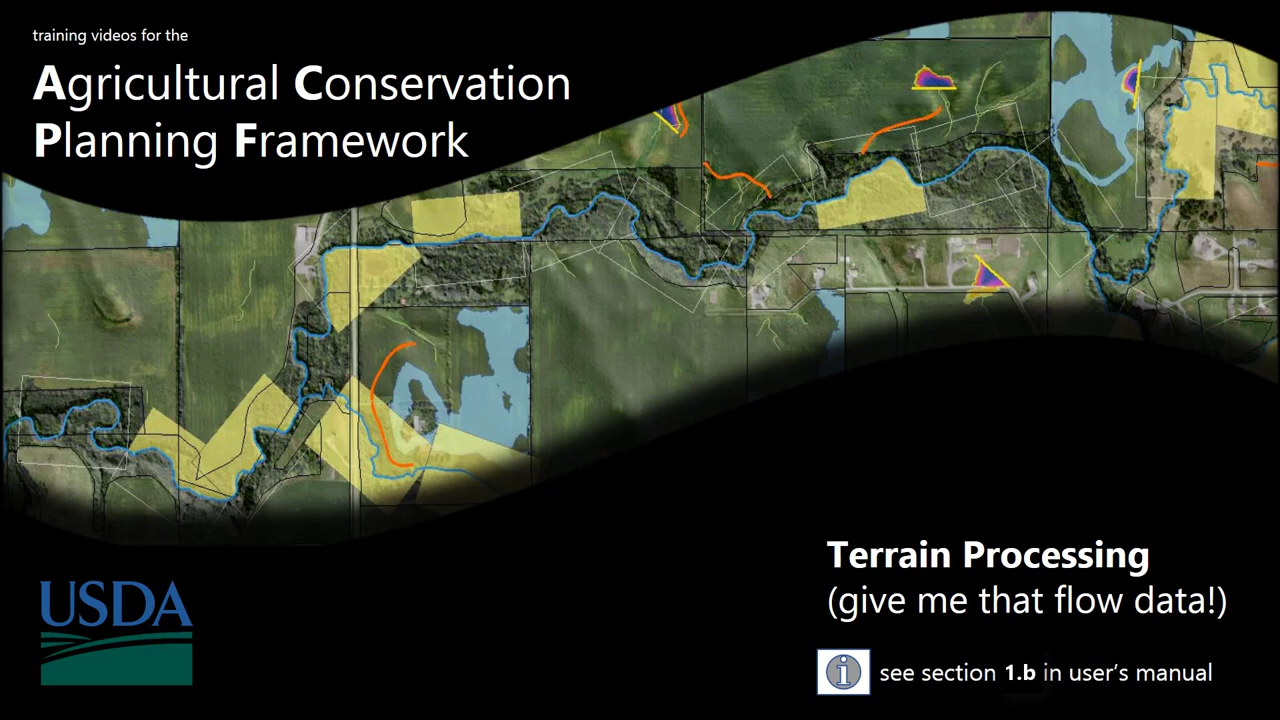 training videos for the
Agricultural Conservation
Planning Framework
Terrain Processing
(give me that flow data!)
USDA
i
see section 1.b in user's manual